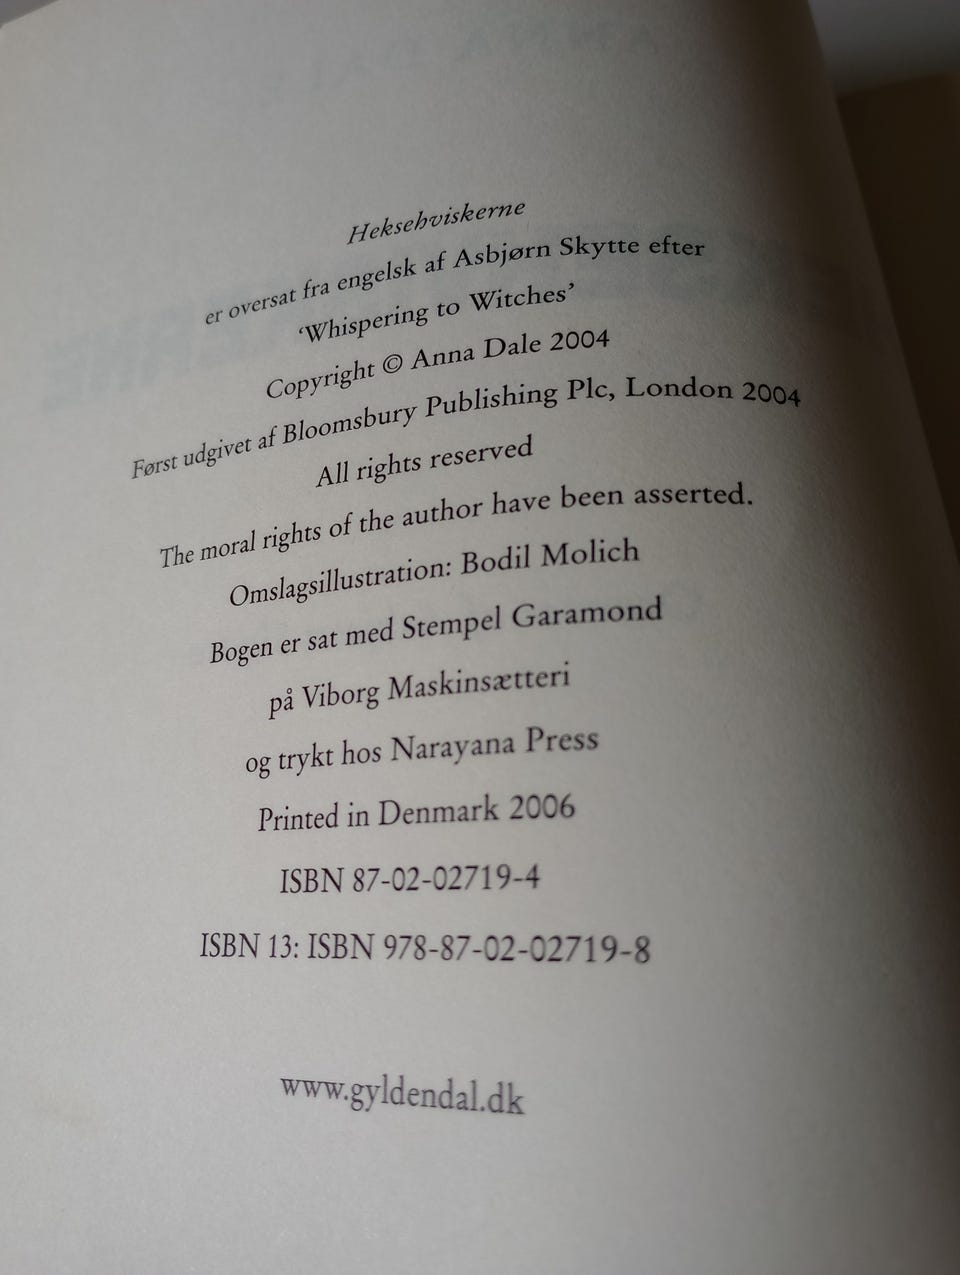 Heksehviskerne
er oversat fra engelsk af Asbjørn Skytte efter
‘Whispering to Witches’
Copyright © Anna Dale 2004
Først udgivet af Bloomsbury Publishing Plc, London 2004
All rights reserved
The moral rights of the author have been asserted.
Omslagsillustration: Bodil Molich
Bogen er sat med Stempel Garamond
på Viborg Maskinsætteri
og trykt hos Narayana Press
Printed in Denmark 2006
ISBN 87-02-02719-4
ISBN 13: ISBN 978-87-02-02719-8
www.gyldendal.dk